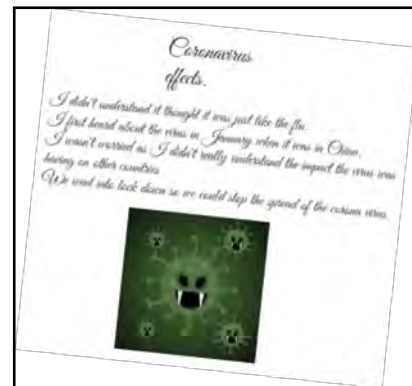 Coronavirus
effects.
I didn't understand it thought it was just like the flu.
I first heard about the virus in January when it was in Chian.
I wasn't worried as I didn't really understand the impact the virus was
having on other countries
We went into lock down so we could stop the spread of the corona virus.